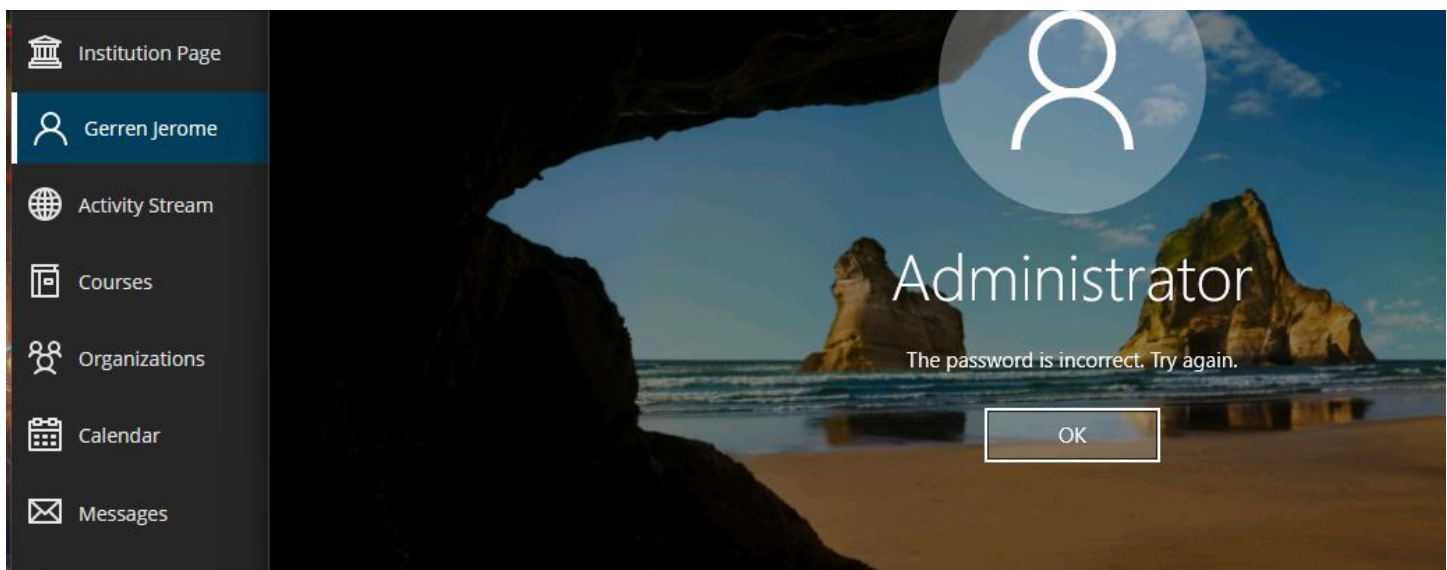 Institution Page
Gerren Jerome
Activity Stream
Courses
Organizations
Calendar
Messages
Administrator
The password is incorrect. Try again.
OK